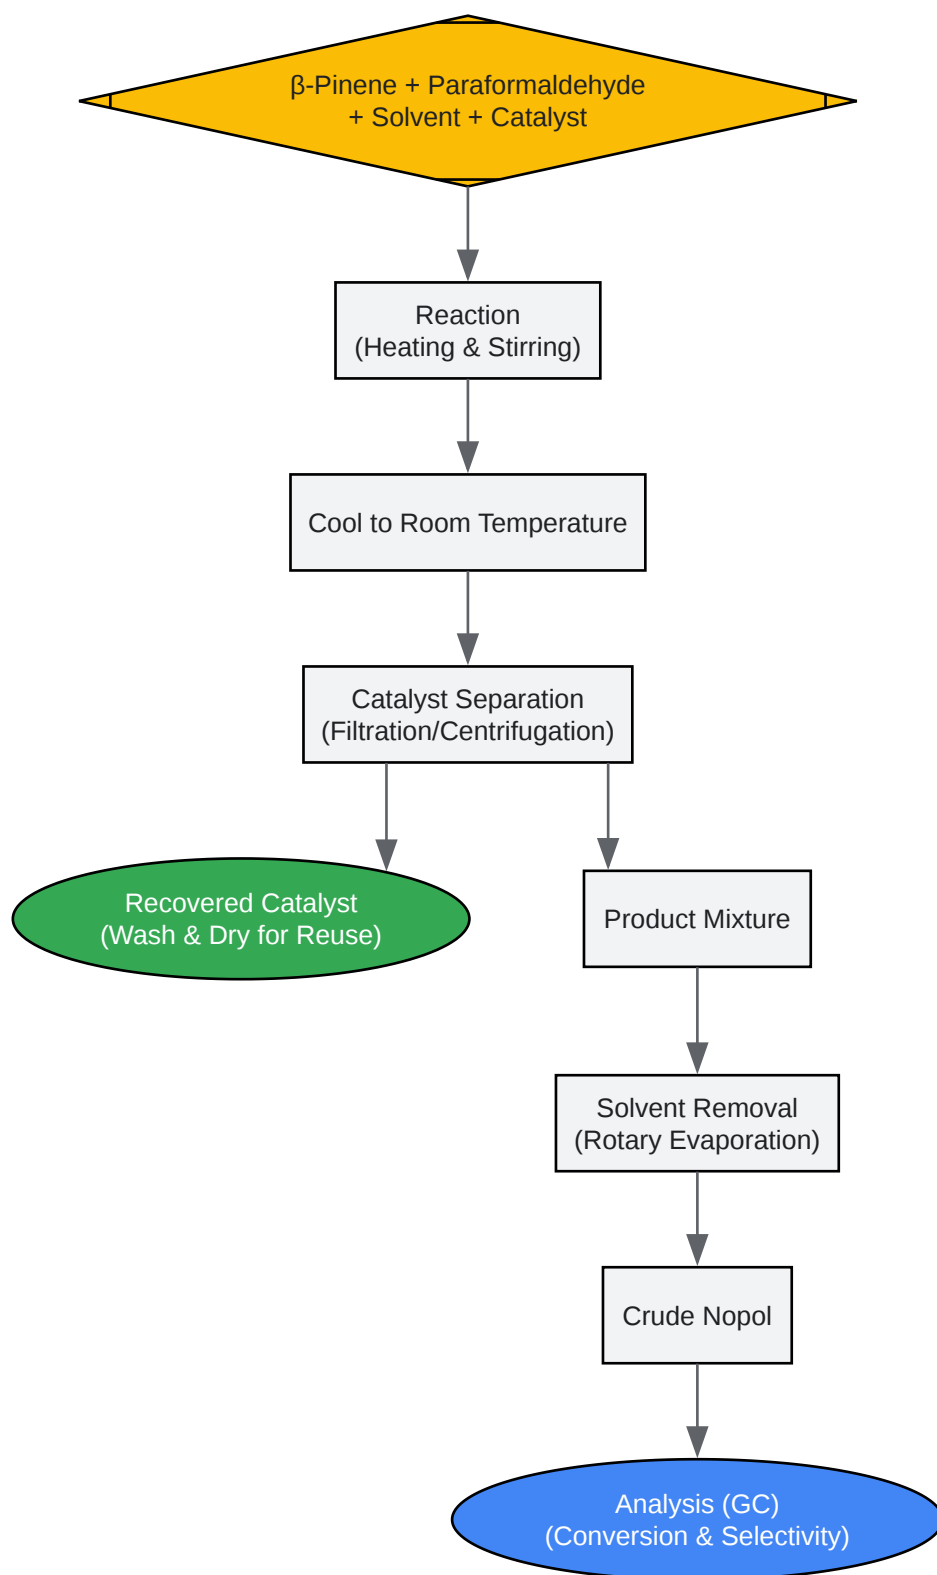 β-Pinene + Paraformaldehyde
+ Solvent + Catalyst
Reaction
(Heating & Stirring)
Cool to Room Temperature
Catalyst Separation
(Filtration/Centrifugation)
Recovered Catalyst
(Wash & Dry for Reuse)
Product Mixture
Solvent Removal
(Rotary Evaporation)
Crude Nopol
Analysis (GC)
(Conversion & Selectivity)